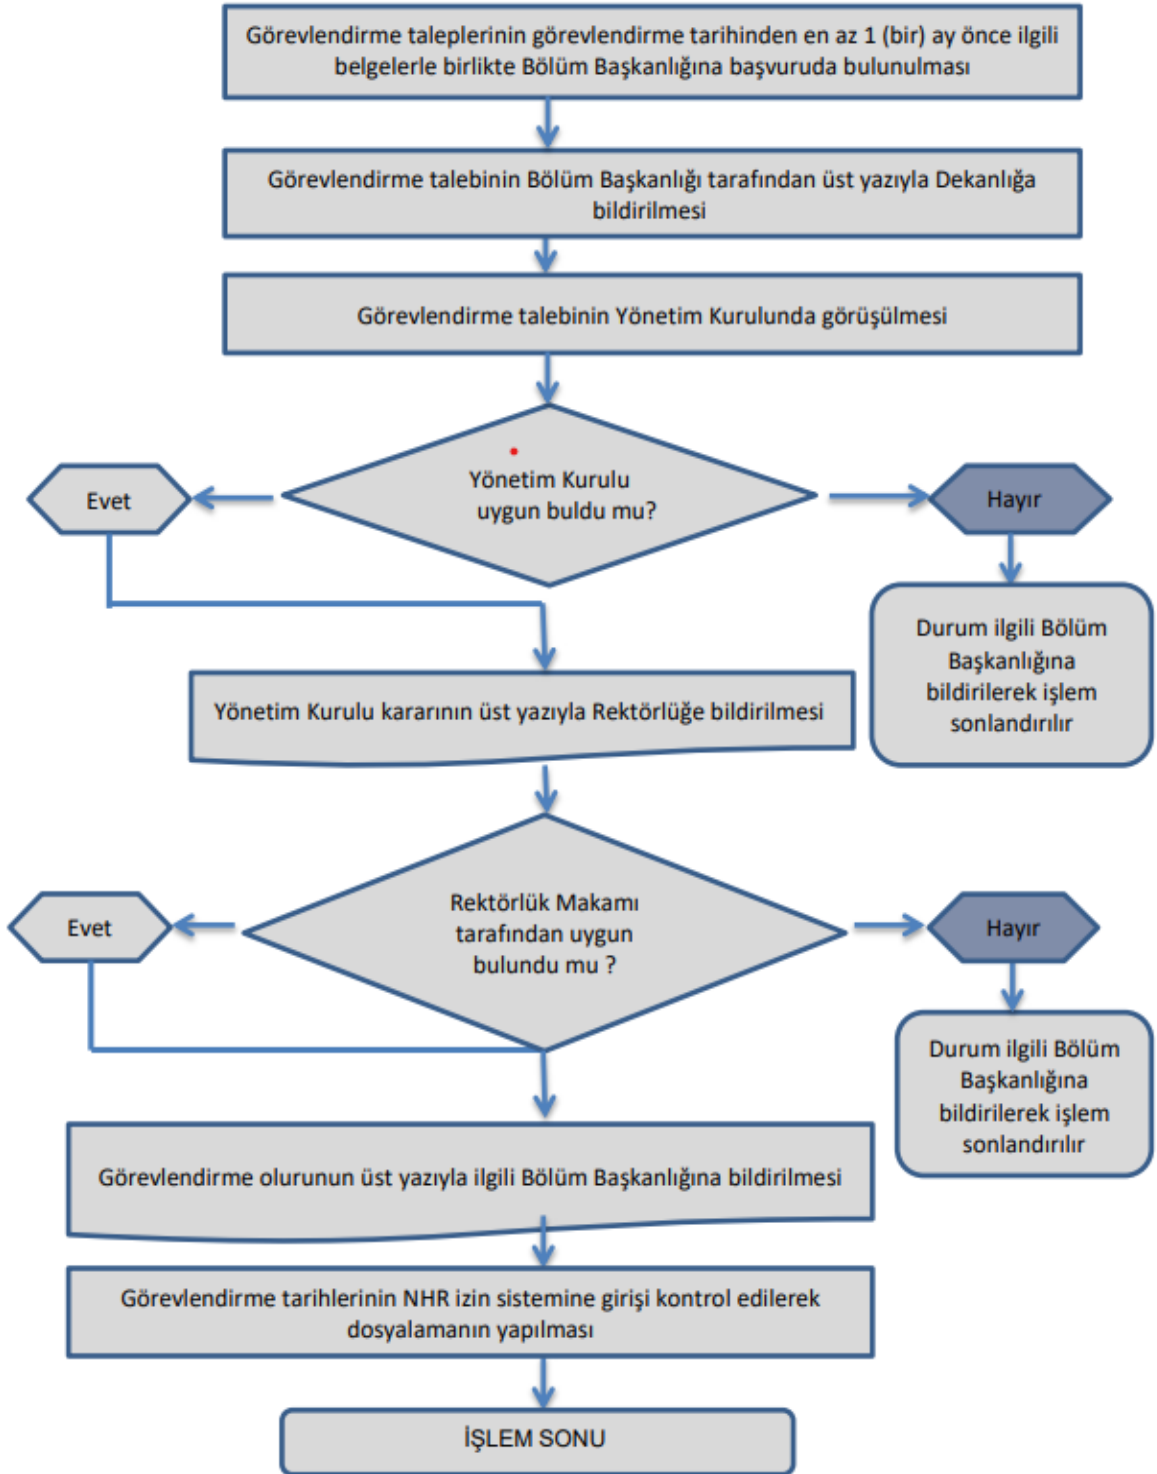 Görevlendirme taleplerinin görevlendirme tarihinden en az 1 (bir) ay önce ilgili
belgelerle birlikte Bölüm Başkanlığına başvuruda bulunulması
Görevlendirme talebinin Bölüm Başkanlığı tarafından üst yazıyla Dekanlığa
bildirilmesi
Görevlendirme talebinin Yönetim Kurulunda görüşülmesi
Yönetim Kurulu
uygun buldu mu?
Evet
Hayır
Durum ilgili Bölüm
Başkanlığına
bildirilerek işlem
sonlandırılır
Yönetim Kurulu kararının üst yazıyla Rektörlüğe bildirilmesi
Rektörlük Makamı
tarafından uygun
bulundu mu ?
Evet
Hayır
Durum ilgili Bölüm
Başkanlığına
bildirilerek işlem
sonlandırılır
Görevlendirme olurunun üst yazıyla ilgili Bölüm Başkanlığına bildirilmesi
Görevlendirme tarihlerinin NHR izin sistemine girişi kontrol edilerek
dosyalamanın yapılması
İŞLEM SONU